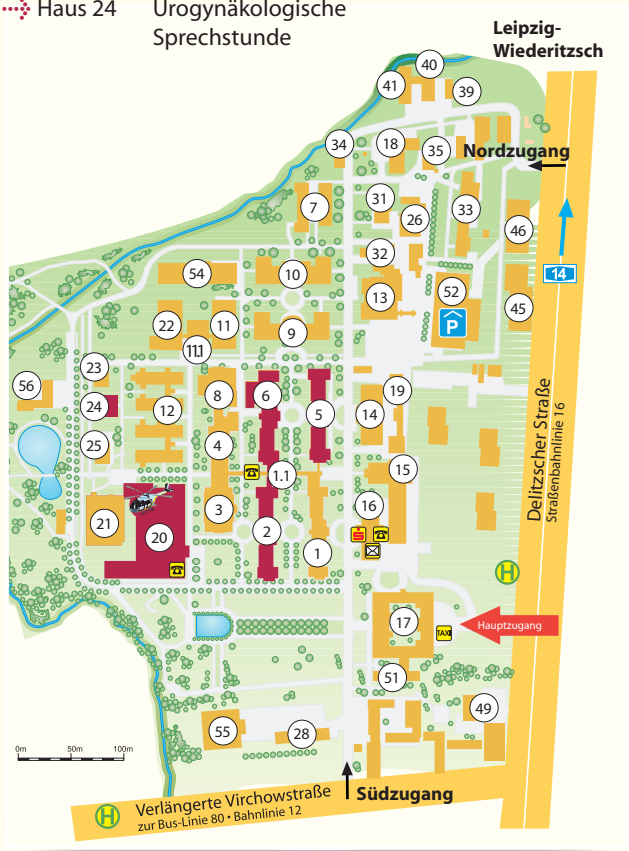 Haus 24 Urogynäkologische
Sprechstunde
Leipzig-
Wiederitzsch
40
41
39
34
18
35
Nordzugang
7
31
26
33
46
32
54
10
13
52
14
P
45
22
11
9
11.1
23
56
24
8
6
5
19
12
14
25
4
1.1
15
Delitzscher Straße
Straßenbahnlinie 16
21
20
3
2
16
S
1
H
17
Hauptzugang
TAXI
51
49
55
28
0m 50m 100m
Südzugang
H
Verlängerte Virchowstraße
zur Bus-Linie 80 • Bahnlinie 12